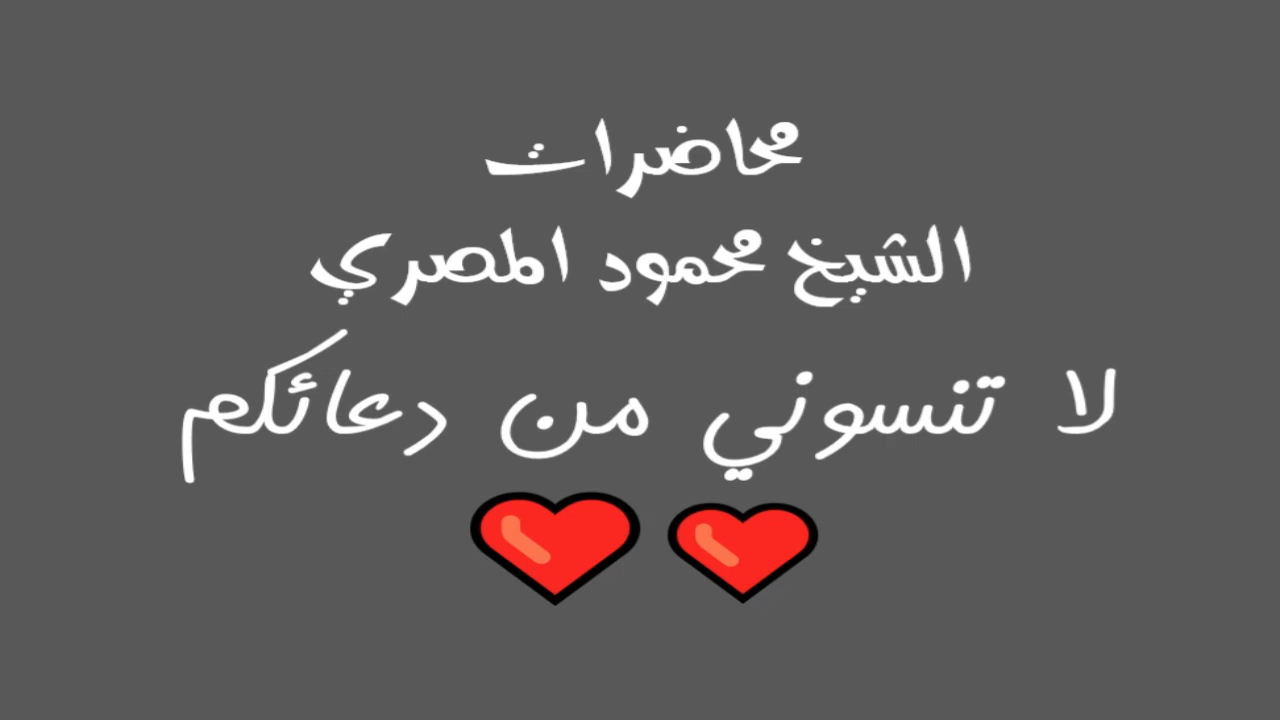 محاضرات
الشيخ محمود المصري
لا تنسوني من دعائكم